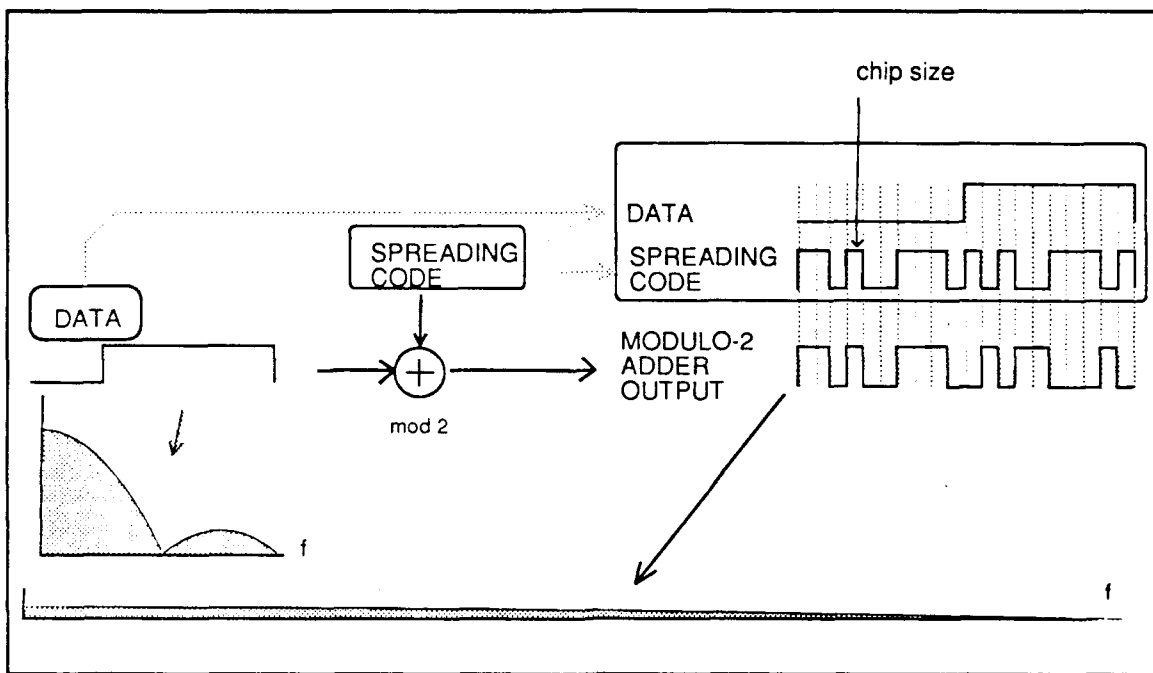 chip size
DATA
SPREADING
CODE
SPREADING
CODE
DATA
MODULO-2
ADDER
OUTPUT
mod 2
f
f